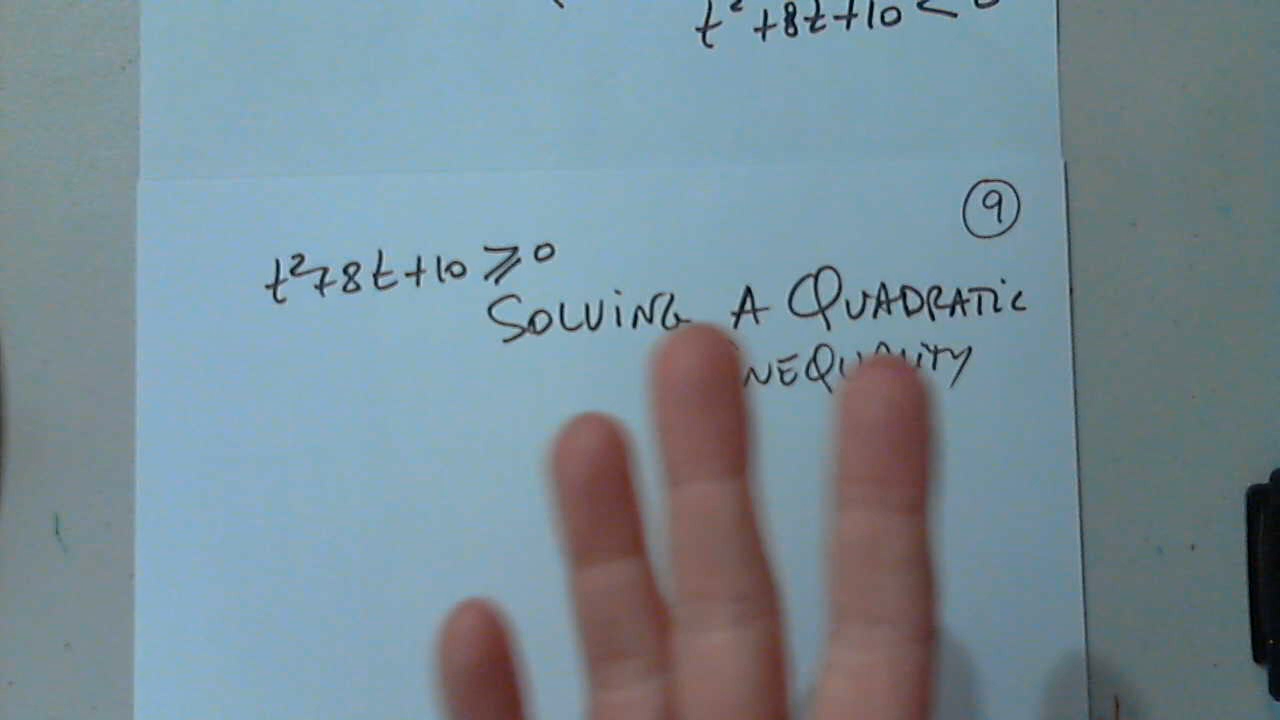 t²+8t+10 < 0
9
t²+8t+10 ⩾ 0
SOLVING A QUADRATIC